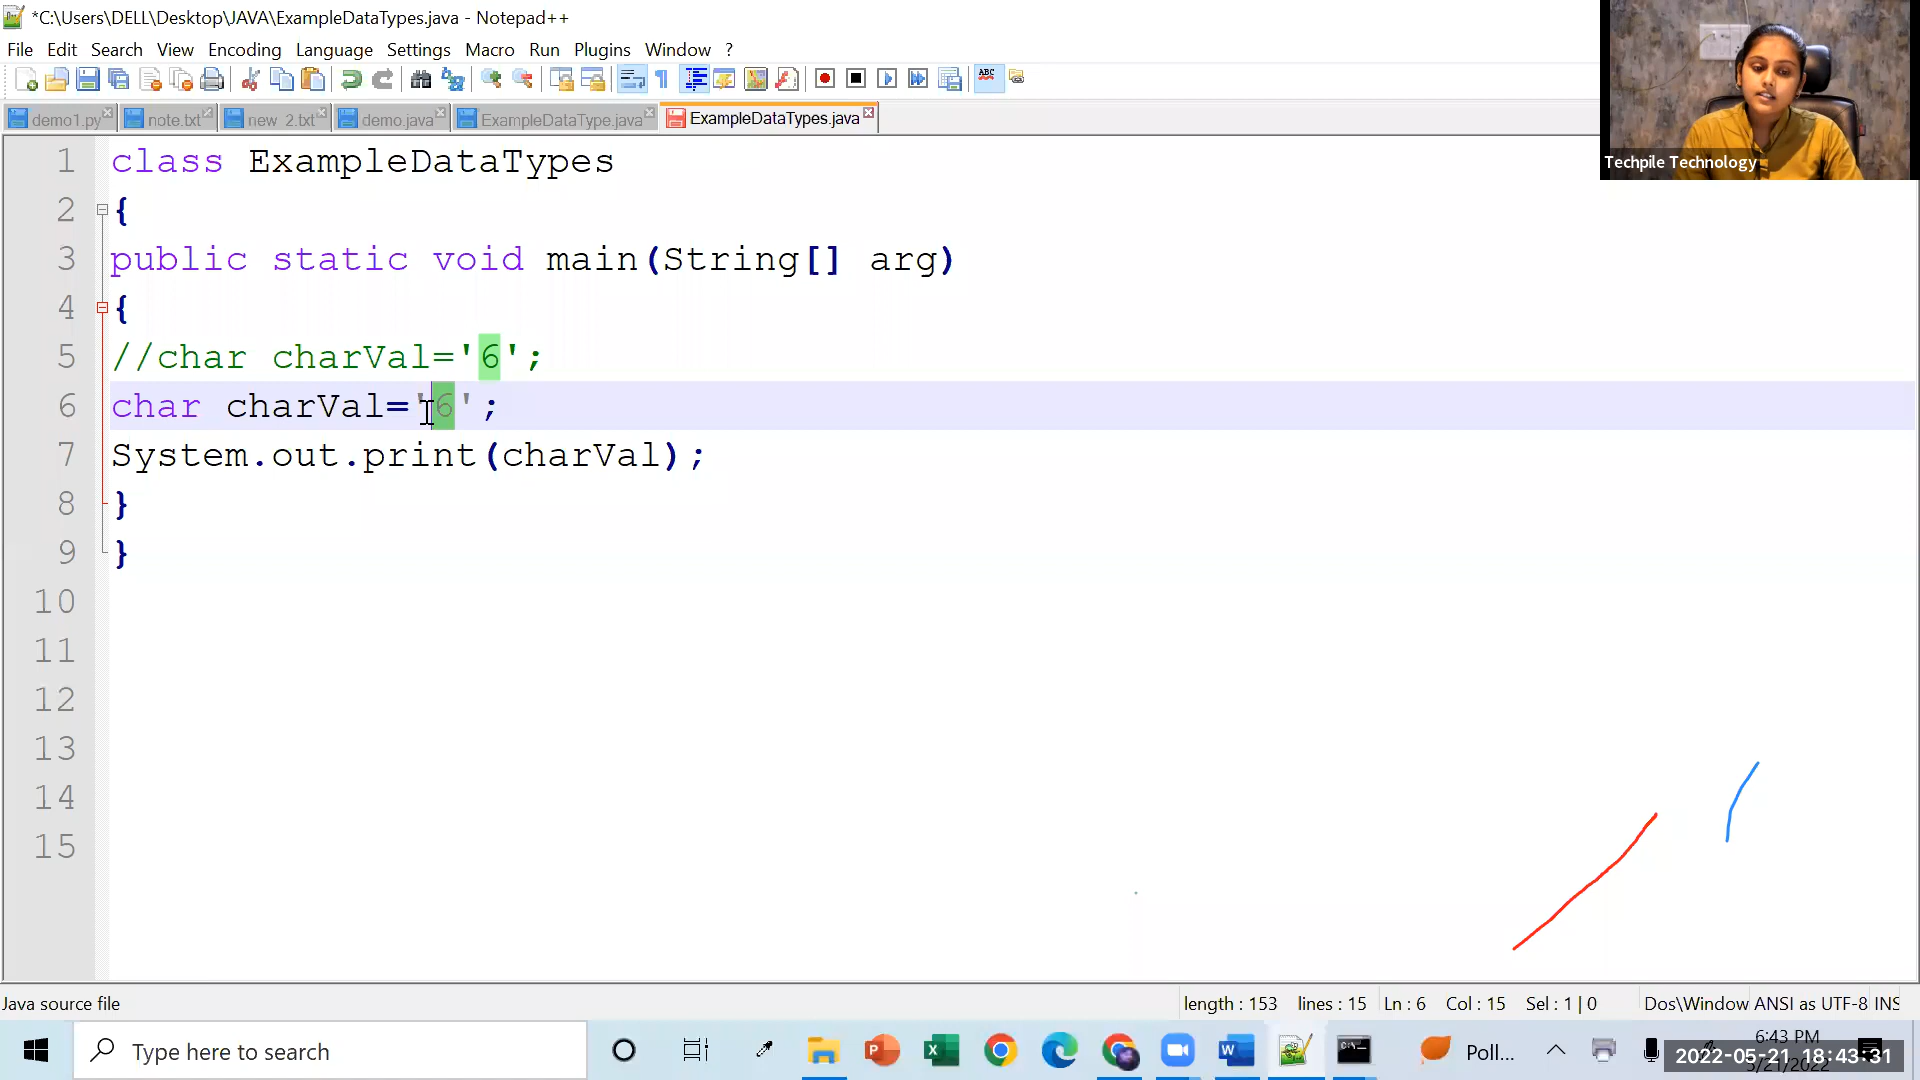 *C:\Users\DELL\Desktop\JAVA\ExampleDataTypes.java - Notepad++
File Edit Search View Encoding Language Settings Macro Run Plugins Window ?
ABC
demo1.py note.txt new 2.txt demo.java ExampleDataType.java ExampleDataTypes.java
Techpile Technology
1 class ExampleDataTypes
2 {
3 public static void main(String[] arg)
4 {
5 //char charVal='6';
6 char charVal='6';
7 System.out.print(charVal);
8 }
9 }
10
11
12
13
14
15
Java source file length : 153 lines : 15 Ln : 6 Col : 15 Sel : 1 | 0 Dos\Window ANSI as UTF-8 INS
Type here to search
Poll...
6:43 PM
2022-05-21 18:43:31